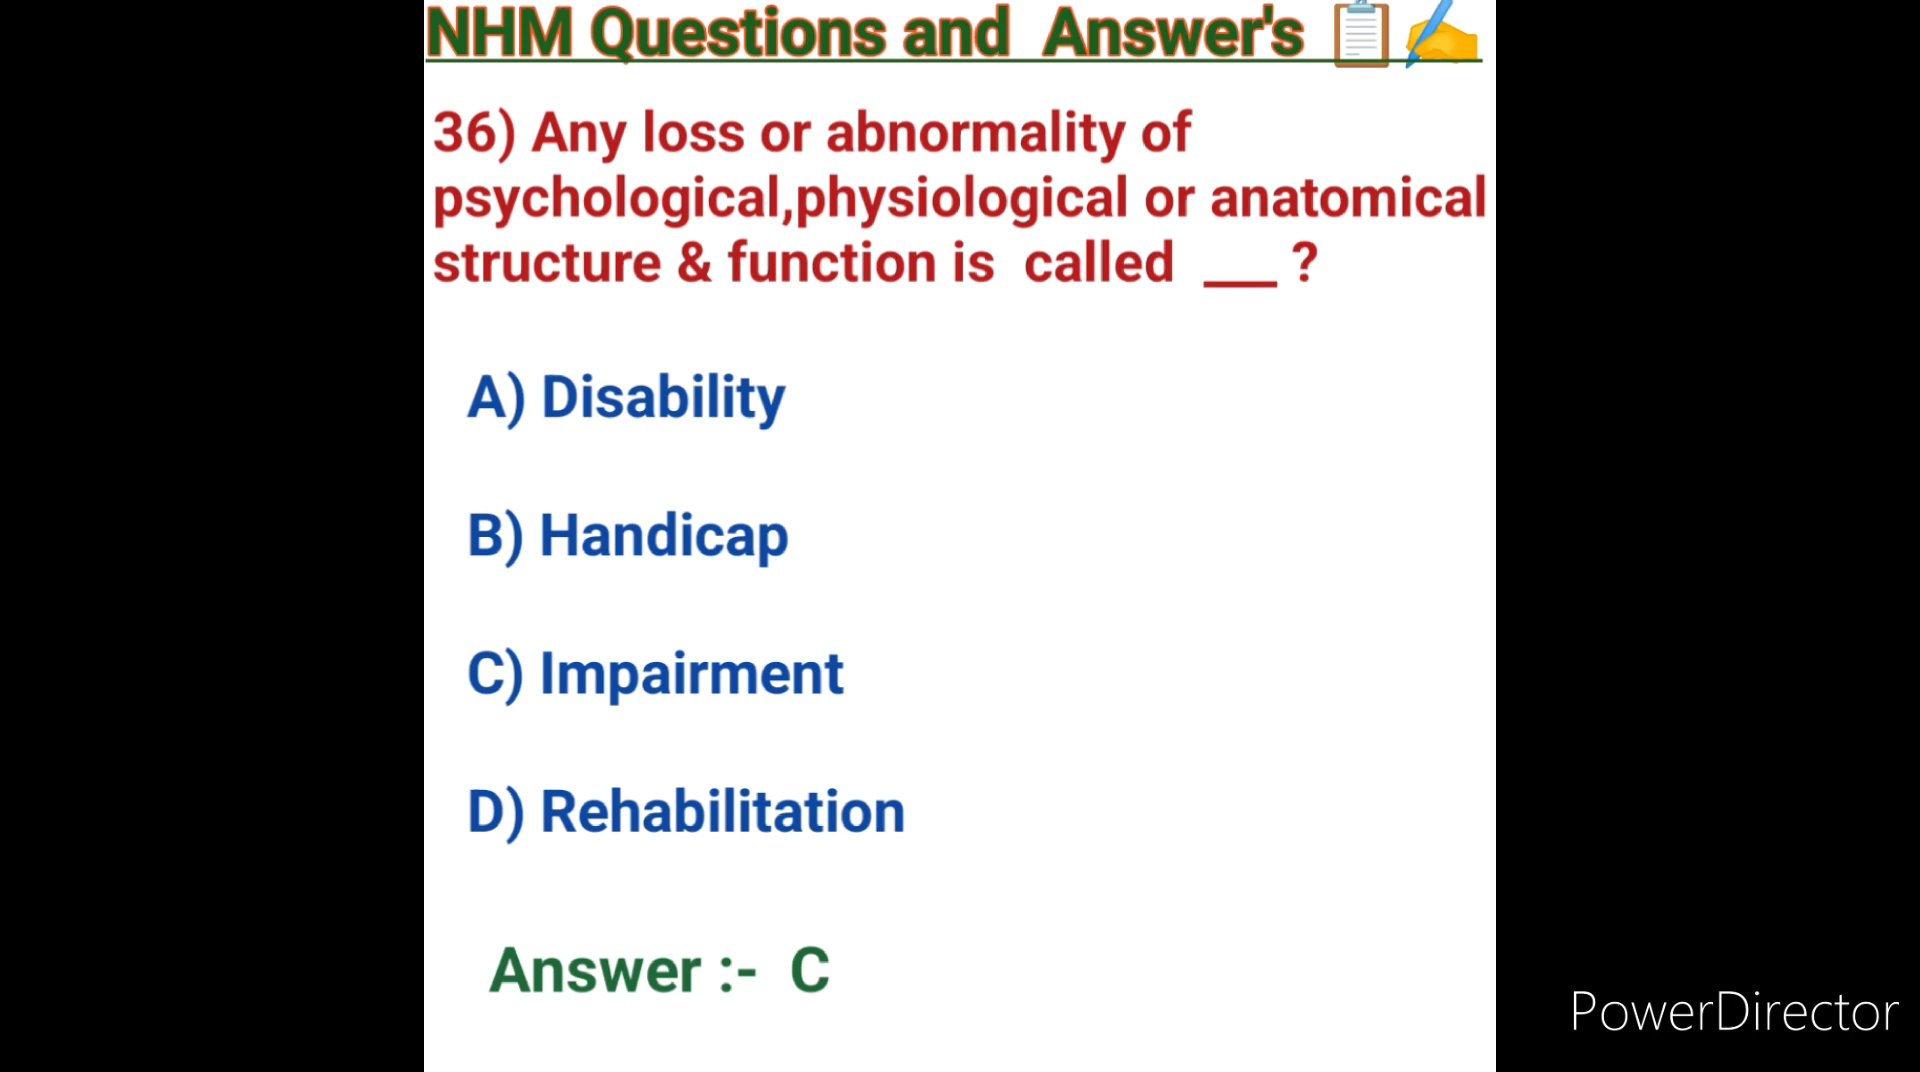 NHM Questions and Answer's 📋✍
36) Any loss or abnormality of
psychological,physiological or anatomical
structure & function is called ___ ?
A) Disability
B) Handicap
C) Impairment
D) Rehabilitation
Answer :- C
PowerDirector